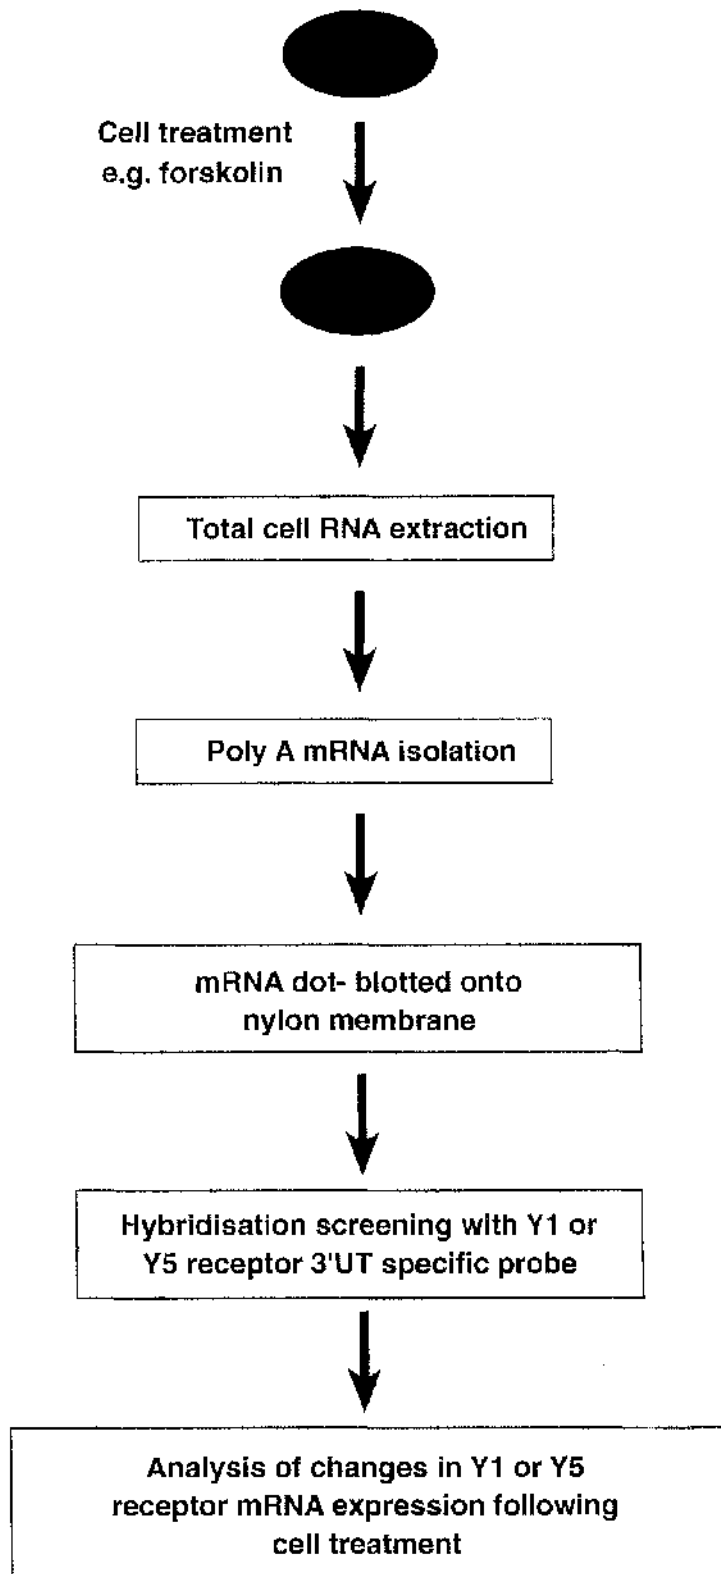 Cell treatment
e.g. forskolin
Total cell RNA extraction
Poly A mRNA isolation
mRNA dot- blotted onto
nylon membrane
Hybridisation screening with Y1 or
Y5 receptor 3'UT specific probe
Analysis of changes in Y1 or Y5
receptor mRNA expression following
cell treatment